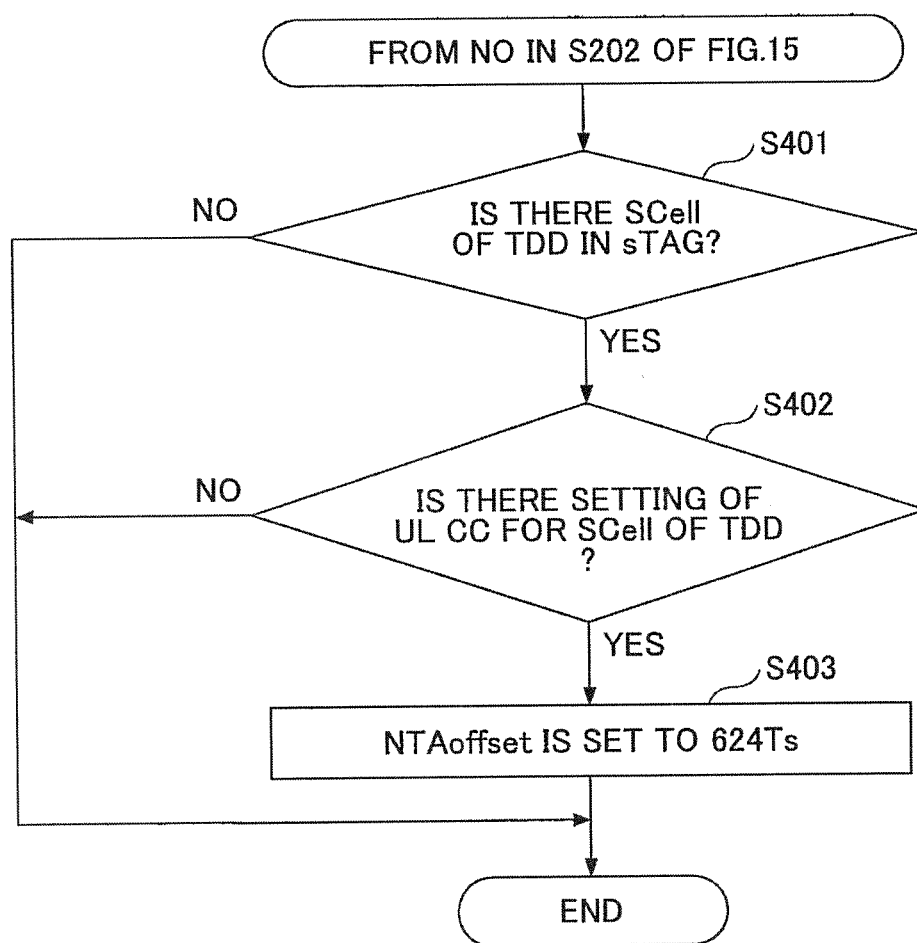 FROM NO IN S202 OF FIG.15
S401
NO
IS THERE SCell
OF TDD IN sTAG?
YES
S402
NO
IS THERE SETTING OF
UL CC FOR SCell OF TDD
?
YES
S403
NTAoffset IS SET TO 624Ts
END